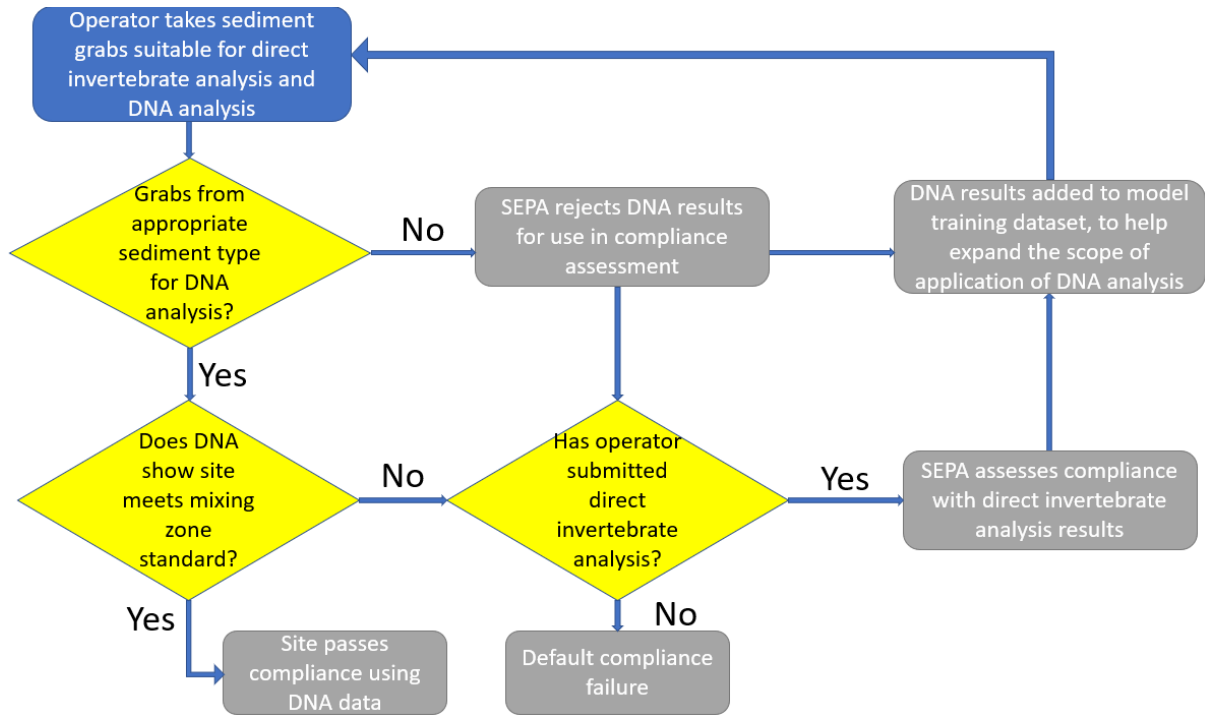 Operator takes sediment
grabs suitable for direct
invertebrate analysis and
DNA analysis
Grabs from
appropriate
sediment type
for DNA
analysis?
No
SEPA rejects DNA results
for use in compliance
assessment
DNA results added to model
training dataset, to help
expand the scope of
application of DNA analysis
Yes
Does DNA
show site
meets mixing
zone
standard?
No
Has operator
submitted
direct
invertebrate
analysis?
Yes
SEPA assesses compliance
with direct invertebrate
analysis results
Yes
Site passes
compliance using
DNA data
No
Default compliance
failure